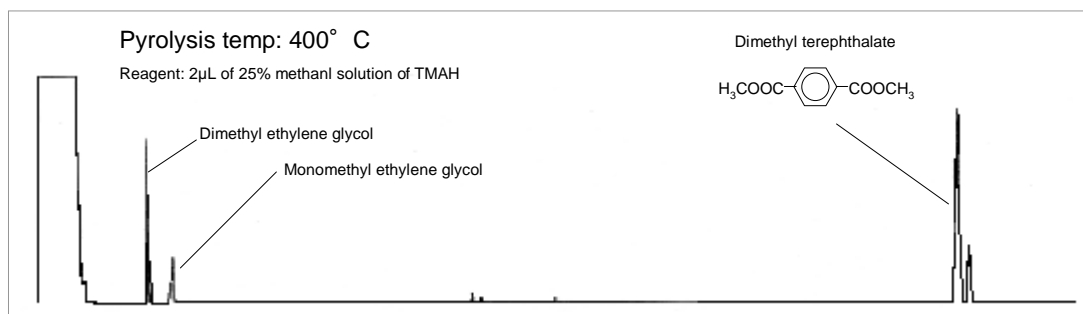 Pyrolysis temp: 400° C
Reagent: 2µL of 25% methanl solution of TMAH
Dimethyl terephthalate
H3COOC COOCH3
Dimethyl ethylene glycol
Monomethyl ethylene glycol